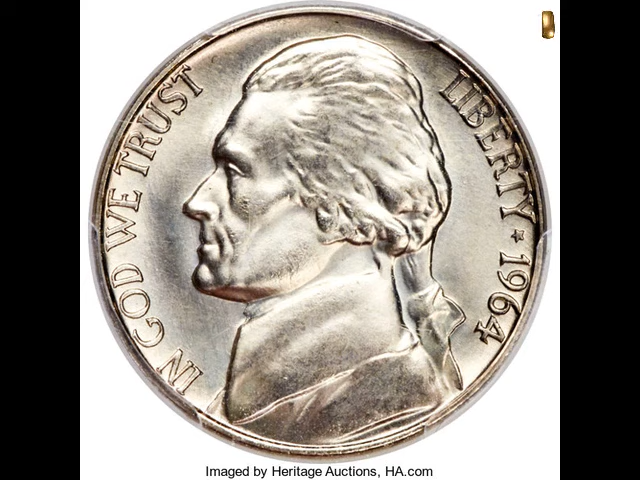 IN GOD WE TRUST
LIBERTY ★ 1964
Imaged by Heritage Auctions, HA.com